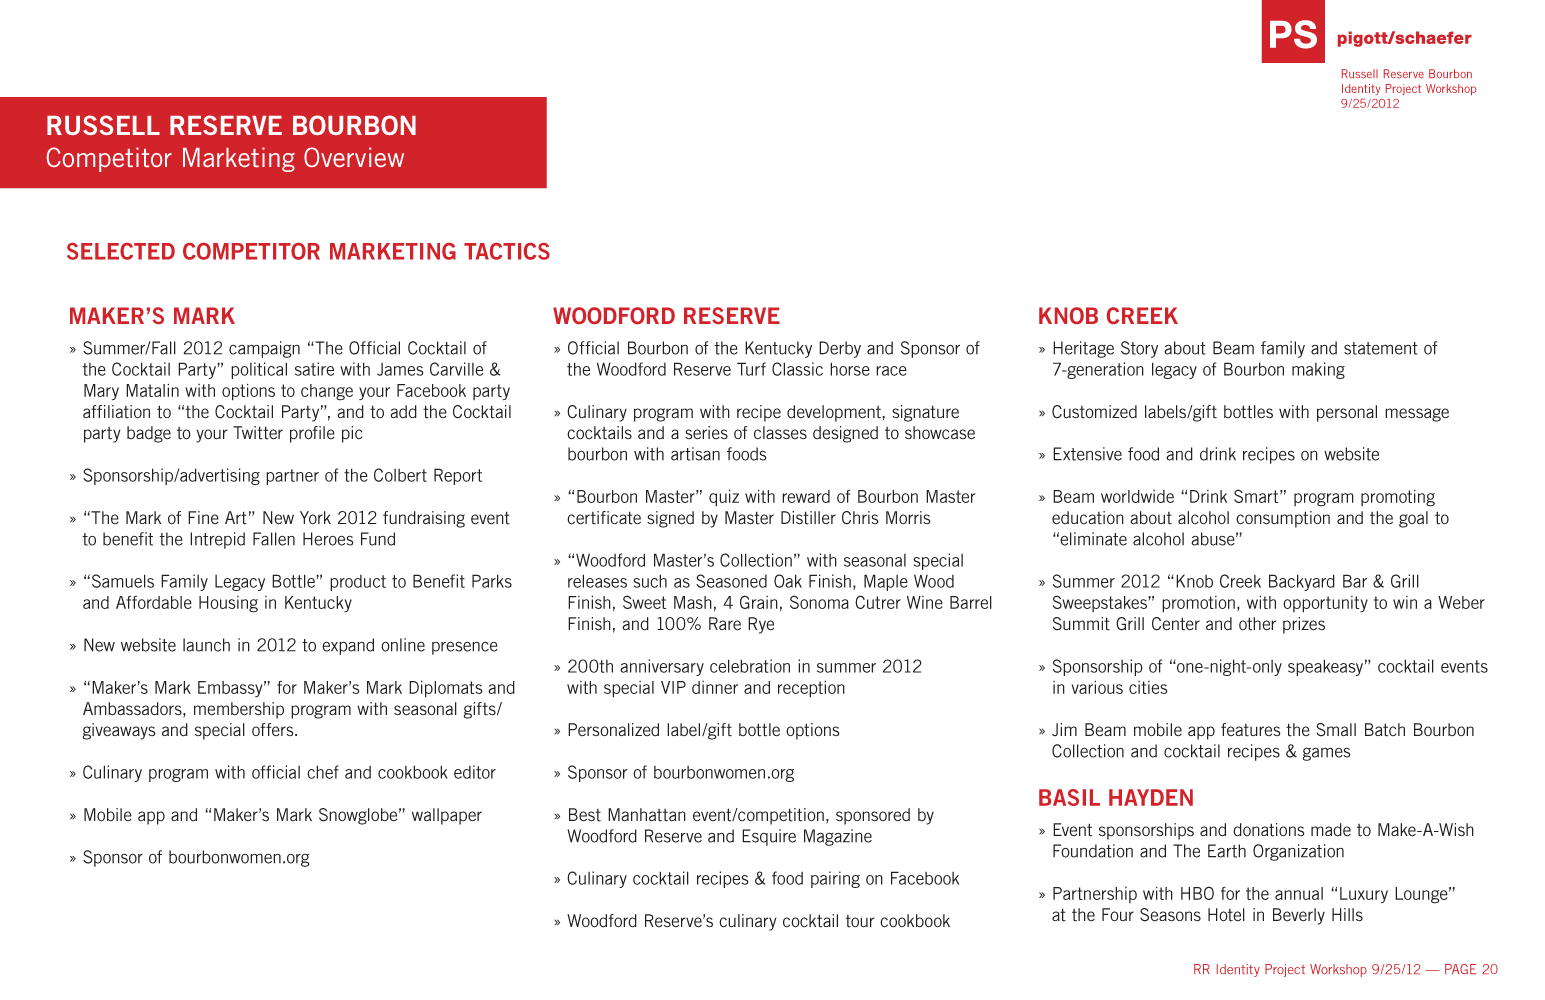 PS
pigott/schaefer
Russell Reserve Bourbon
Identity Project Workshop
9/25/2012
RUSSELL RESERVE BOURBON
Competitor Marketing Overview
SELECTED COMPETITOR MARKETING TACTICS
MAKER’S MARK
» Summer/Fall 2012 campaign “The Official Cocktail of
the Cocktail Party” political satire with James Carville &
Mary Matalin with options to change your Facebook party
affiliation to “the Cocktail Party”, and to add the Cocktail
party badge to your Twitter profile pic
» Sponsorship/advertising partner of the Colbert Report
» “The Mark of Fine Art” New York 2012 fundraising event
to benefit the Intrepid Fallen Heroes Fund
» “Samuels Family Legacy Bottle” product to Benefit Parks
and Affordable Housing in Kentucky
» New website launch in 2012 to expand online presence
» “Maker’s Mark Embassy” for Maker’s Mark Diplomats and
Ambassadors, membership program with seasonal gifts/
giveaways and special offers.
» Culinary program with official chef and cookbook editor
» Mobile app and “Maker’s Mark Snowglobe” wallpaper
» Sponsor of bourbonwomen.org
WOODFORD RESERVE
» Official Bourbon of the Kentucky Derby and Sponsor of
the Woodford Reserve Turf Classic horse race
» Culinary program with recipe development, signature
cocktails and a series of classes designed to showcase
bourbon with artisan foods
» “Bourbon Master” quiz with reward of Bourbon Master
certificate signed by Master Distiller Chris Morris
» “Woodford Master’s Collection” with seasonal special
releases such as Seasoned Oak Finish, Maple Wood
Finish, Sweet Mash, 4 Grain, Sonoma Cutrer Wine Barrel
Finish, and 100% Rare Rye
» 200th anniversary celebration in summer 2012
with special VIP dinner and reception
» Personalized label/gift bottle options
» Sponsor of bourbonwomen.org
» Best Manhattan event/competition, sponsored by
Woodford Reserve and Esquire Magazine
» Culinary cocktail recipes & food pairing on Facebook
» Woodford Reserve’s culinary cocktail tour cookbook
KNOB CREEK
» Heritage Story about Beam family and statement of
7-generation legacy of Bourbon making
» Customized labels/gift bottles with personal message
» Extensive food and drink recipes on website
» Beam worldwide “Drink Smart” program promoting
education about alcohol consumption and the goal to
“eliminate alcohol abuse”
» Summer 2012 “Knob Creek Backyard Bar & Grill
Sweepstakes” promotion, with opportunity to win a Weber
Summit Grill Center and other prizes
» Sponsorship of “one-night-only speakeasy” cocktail events
in various cities
» Jim Beam mobile app features the Small Batch Bourbon
Collection and cocktail recipes & games
BASIL HAYDEN
» Event sponsorships and donations made to Make-A-Wish
Foundation and The Earth Organization
» Partnership with HBO for the annual “Luxury Lounge”
at the Four Seasons Hotel in Beverly Hills
RR Identity Project Workshop 9/25/12 — PAGE 20